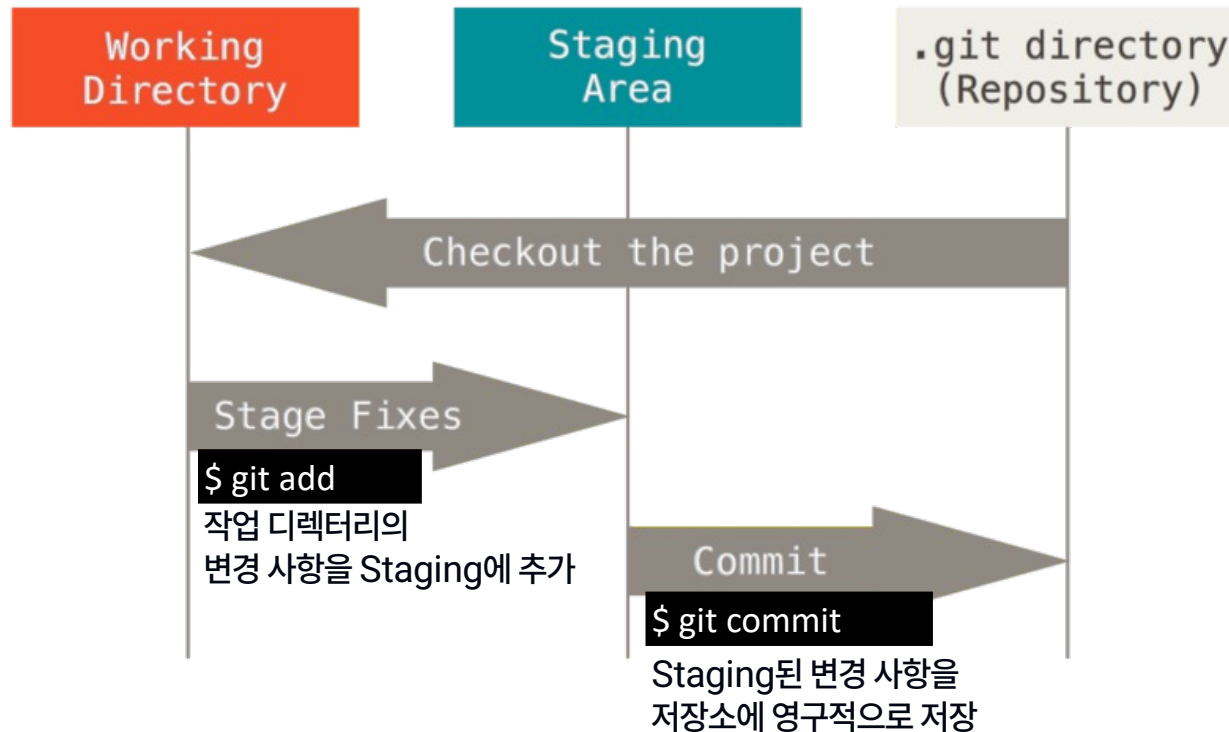 Working
Directory
Staging
Area
.git directory
(Repository)
Checkout the project
Stage Fixes
$ git add
작업 디렉터리의
변경 사항을 Staging에 추가
Commit
$ git commit
Staging된 변경 사항을
저장소에 영구적으로 저장